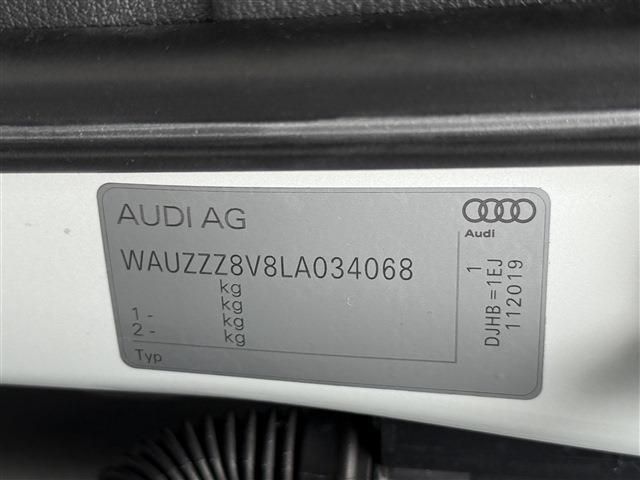 AUDI AG
Audi
WAUZZZ8V8LA034068
kg
kg
1 - kg
2 - kg
Typ
1
DJHB=1EJ
112019